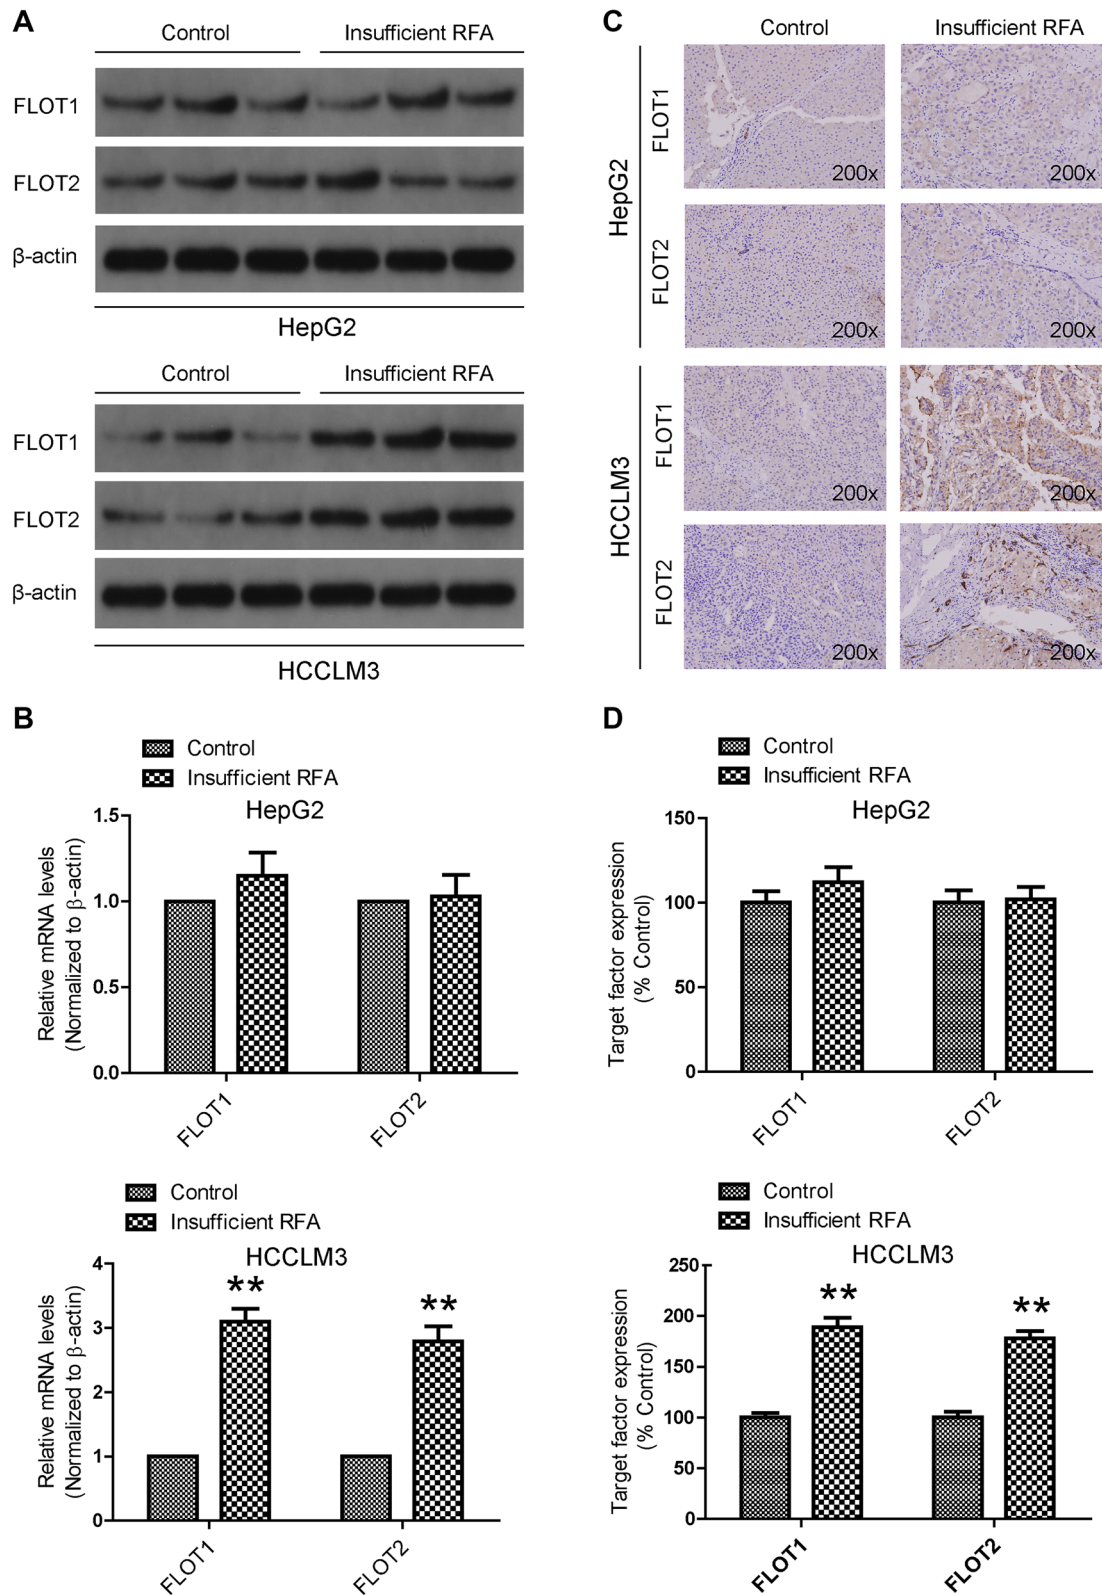 A
Control Insufficient RFA
FLOT1
FLOT2
β-actin
HepG2
Control Insufficient RFA
FLOT1
FLOT2
β-actin
HCCLM3
C
Control Insufficient RFA
HepG2
FLOT1
200x 200x
FLOT2
200x 200x
HCCLM3
FLOT1
200x 200x
FLOT2
200x 200x
B
Control
Insufficient RFA
HepG2
Relative mRNA levels
(Normalized to β-actin)
1.5
1.0
0.5
0.0
FLOT1 FLOT2
Control
Insufficient RFA
HCCLM3
Relative mRNA levels
(Normalized to β-actin)
4
3
2
1
0
** **
FLOT1 FLOT2
D
Control
Insufficient RFA
HepG2
Target factor expression
(% Control)
150
100
50
0
FLOT1 FLOT2
Control
Insufficient RFA
HCCLM3
Target factor expression
(% Control)
250
200
150
100
50
0
** **
FLOT1 FLOT2